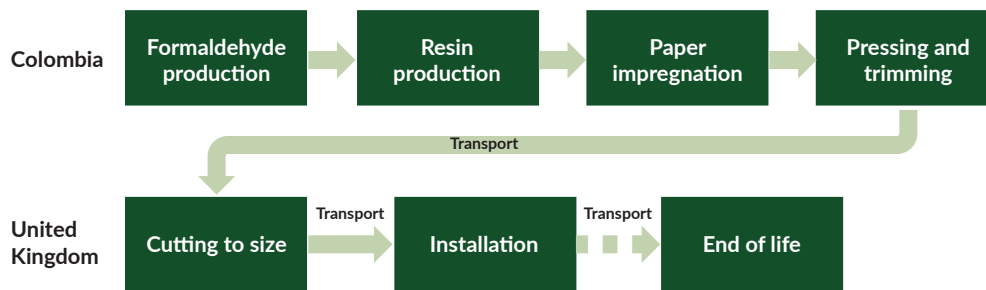 Colombia
Formaldehyde
production
Resin
production
Paper
impregnation
Pressing and
trimming
Transport
United
Kingdom
Cutting to size
Transport
Installation
Transport
End of life